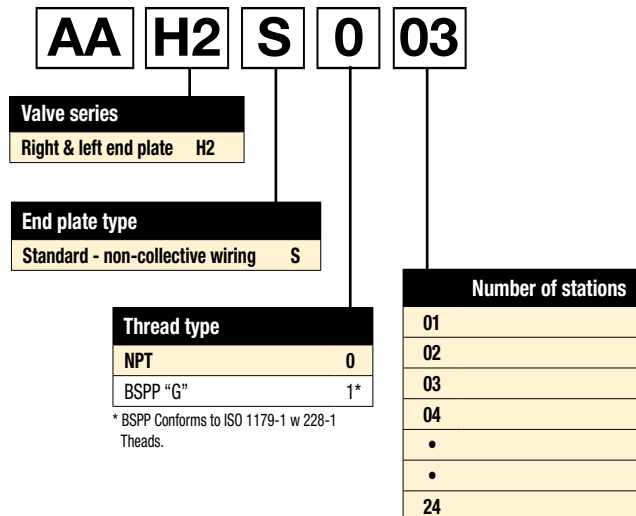 AA H2 S 0 03
Valve series
Right & left end plate H2
End plate type
Standard - non-collective wiring S
Thread type
NPT 0
BSPP “G” 1*
* BSPP Conforms to ISO 1179-1 w 228-1
Theads.
Number of stations
01
02
03
04
•
•
24